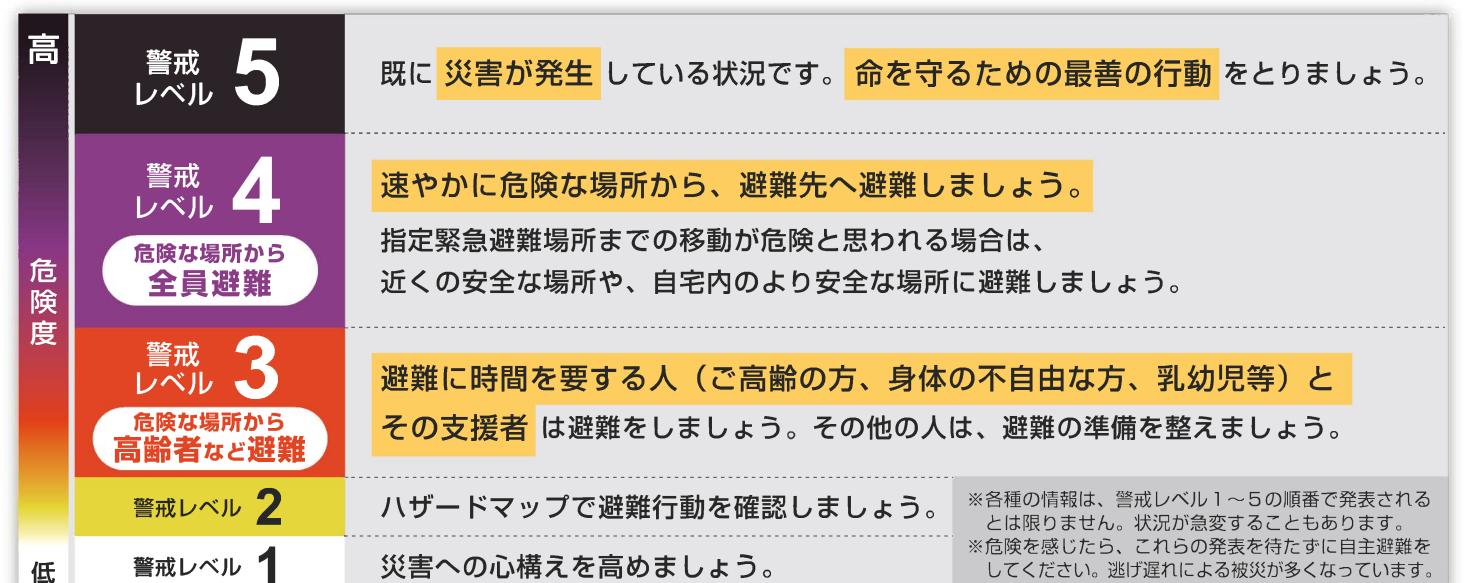 高
危険度
低
警戒
レベル 5
既に 災害が発生 している状況です。 命を守るための最善の行動 をとりましょう。
警戒
レベル 4
危険な場所から
全員避難
速やかに危険な場所から、避難先へ避難しましょう。
指定緊急避難場所までの移動が危険と思われる場合は、
近くの安全な場所や、自宅内のより安全な場所に避難しましょう。
警戒
レベル 3
危険な場所から
高齢者など避難
避難に時間を要する人(ご高齢の方、身体の不自由な方、乳幼児等)と
その支援者 は避難をしましょう。その他の人は、避難の準備を整えましょう。
警戒レベル 2
ハザードマップで避難行動を確認しましょう。
警戒レベル 1
災害への心構えを高めましょう。
※各種の情報は、警戒レベル1〜5の順番で発表される
とは限りません。状況が急変することもあります。
※危険を感じたら、これらの発表を待たずに自主避難を
してください。逃げ遅れによる被災が多くなっています。